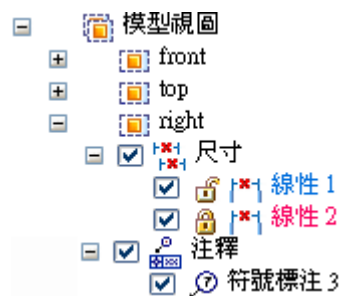 模型視圖
front
top
right
尺寸
線性 1
線性 2
注釋
符號標注 3